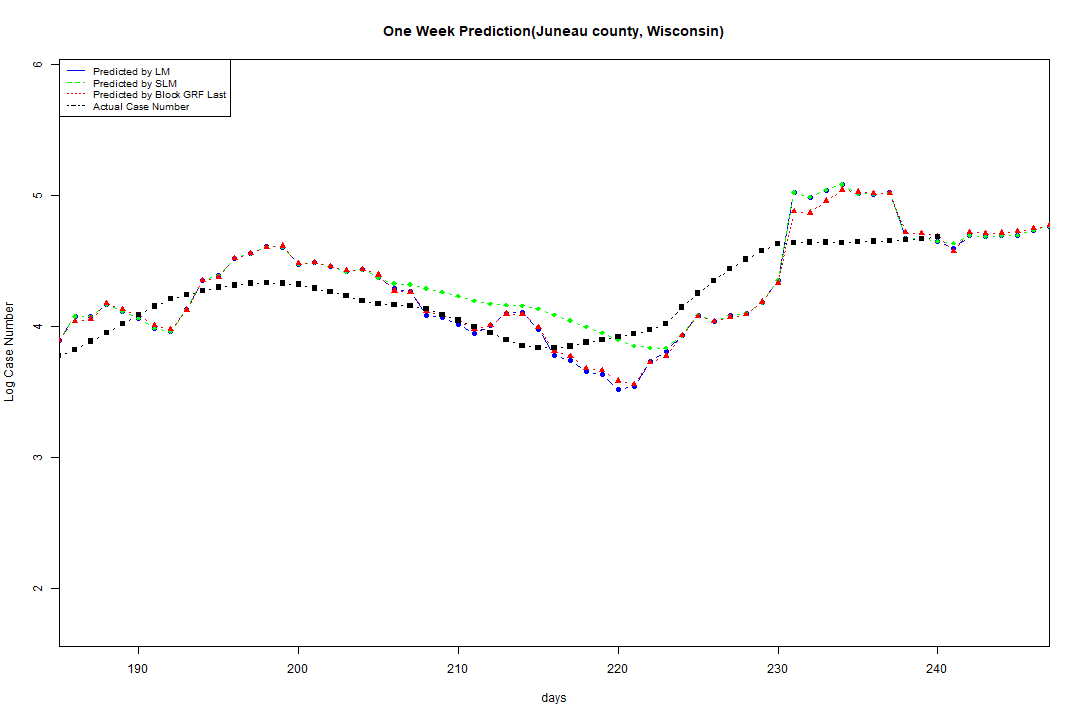 One Week Prediction(Juneau county, Wisconsin)
Predicted by LM
Predicted by SLM
Predicted by Block GRF Last
Actual Case Number
6
5
4
3
2
Log Case Number
190 200 210 220 230 240
days